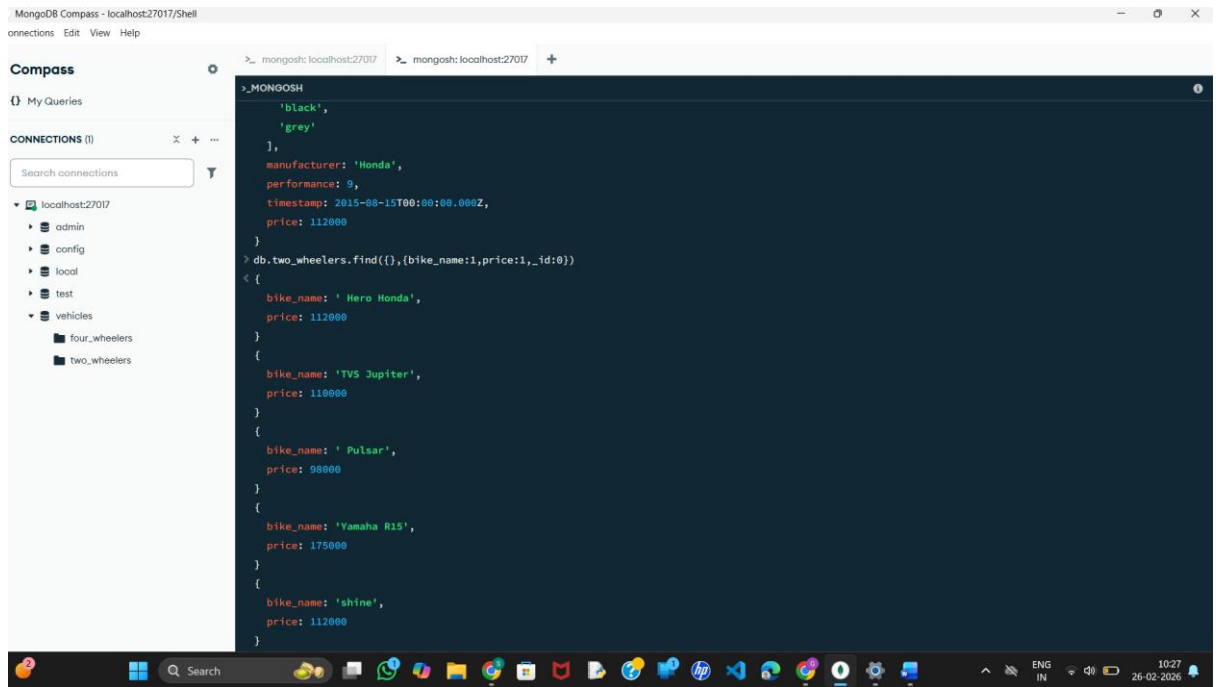 MongoDB Compass - localhost:27017/Shell
onnections Edit View Help
Compass
{} My Queries
CONNECTIONS (1)
Search connections
localhost:27017
admin
config
local
test
vehicles
four_wheelers
two_wheelers
>_ mongosh: localhost:27017 >_ mongosh: localhost:27017 +
>_MONGOSH
'black',
'grey'
],
manufacturer: 'Honda',
performance: 9,
timestamp: 2015-08-15T00:00:00.000Z,
price: 112000
}
> db.two_wheelers.find({},{bike_name:1,price:1,_id:0})
< {
bike_name: ' Hero Honda',
price: 112000
}
{
bike_name: 'TVS Jupiter',
price: 110000
}
{
bike_name: ' Pulsar',
price: 98000
}
{
bike_name: 'Yamaha R15',
price: 175000
}
{
bike_name: 'shine',
price: 112000
}
2
Search
hp
ENG
IN
10:27
26-02-2026